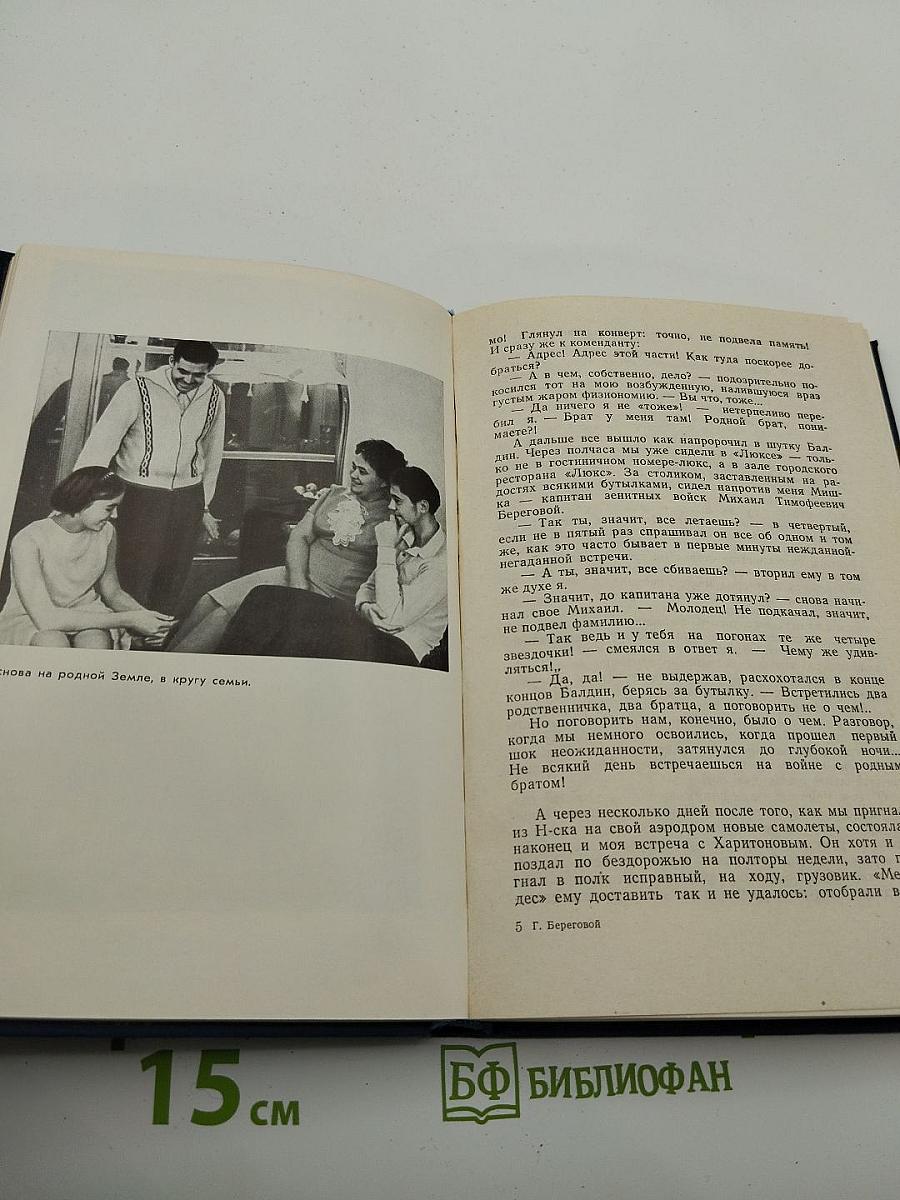 снова на родной Земле, в кругу семьи.
мо! Глянул на конверт: точно, не подвела память!
И сразу же к коменданту:
— Адрес! Адрес этой части! Как туда поскорее до-
браться?
— А в чем, собственно, дело? — подозрительно по-
косился тот на мою возбужденную, налившуюся враз
густым жаром физиономию. — Вы что, тоже...
— Да ничего я не «тоже»! — нетерпеливо пере-
бил я. — Брат у меня там! Родной брат, пони-
маете?!
А дальше все вышло как напророчил в шутку Бал-
дин. Через полчаса мы уже сидели в «Люксе» — толь-
ко не в гостиничном номере-люкс, а в зале городского
ресторана «Люкс». За столиком, заставленным на ра-
достях всякими бутылками, сидел напротив меня Миш-
ка — капитан зенитных войск Михаил Тимофеевич
Береговой.
— Так ты, значит, все летаешь? — в четвертый,
если не в пятый раз спрашивал он все об одном и том
же, как это часто бывает в первые минуты нежданной-
негаданной встречи.
— А ты, значит, все сбиваешь? — вторил ему в том
же духе я.
— Значит, до капитана уже дотянул? — снова начи-
нал свое Михаил. — Молодец! Не подкачал, значит,
не подвел фамилию...
— Так ведь и у тебя на погонах те же четыре
звездочки! — смеялся в ответ я. — Чему же удив-
ляться!..
— Да, да! — не выдержав, расхохотался в конце
концов Балдин, берясь за бутылку. — Встретились два
родственничка, два братца, а поговорить не о чем!..
Но поговорить нам, конечно, было о чем. Разговор,
когда мы немного освоились, когда прошел первый
шок неожиданности, затянулся до глубокой ночи...
Не всякий день встречаешься на войне с родным
братом!
А через несколько дней после того, как мы пригнал
из Н-ска на свой аэродром новые самолеты, состояла
наконец и моя встреча с Харитоновым. Он хотя и
поздал по бездорожью на полторы недели, зато п
гнал в полк исправный, на ходу, грузовик. «Ме
дес» ему доставить так и не удалось: отобрали в
5 Г. Береговой
15 см
БФ БИБЛИОФАН